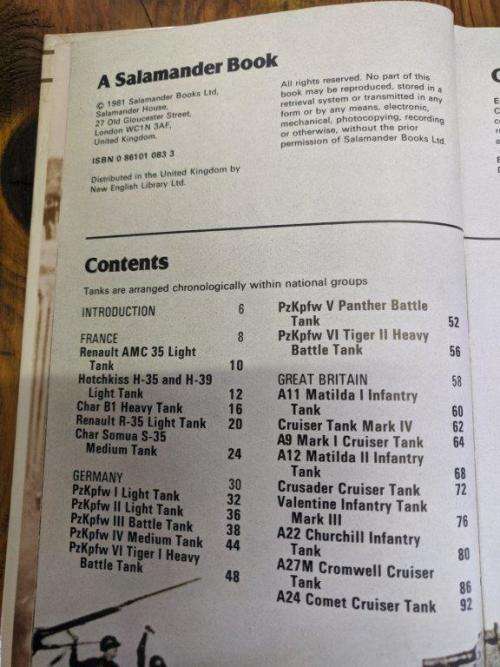 A Salamander Book
© 1981 Salamander Books Ltd,
Salamander House,
27 Old Gloucester Street,
London WC1N 3AF,
United Kingdom.
ISBN 0 86101 083 3
Distributed in the United Kingdom by
New English Library Ltd.
All rights reserved. No part of this
book may be reproduced, stored in a
retrieval system or transmitted in any
form or by any means, electronic,
mechanical, photocopying, recording
or otherwise, without the prior
permission of Salamander Books Ltd.
Contents
Tanks are arranged chronologically within national groups
INTRODUCTION 6
FRANCE 8
Renault AMC 35 Light
Tank 10
Hotchkiss H-35 and H-39
Light Tank 12
Char B1 Heavy Tank 16
Renault R-35 Light Tank 20
Char Somua S-35
Medium Tank 24
GERMANY 30
PzKpfw I Light Tank 32
PzKpfw II Light Tank 36
PzKpfw III Battle Tank 38
PzKpfw IV Medium Tank 44
PzKpfw VI Tiger I Heavy
Battle Tank 48
PzKpfw V Panther Battle
Tank 52
PzKpfw VI Tiger II Heavy
Battle Tank 56
GREAT BRITAIN 58
A11 Matilda I Infantry
Tank 60
Cruiser Tank Mark IV 62
A9 Mark I Cruiser Tank 64
A12 Matilda II Infantry
Tank 68
Crusader Cruiser Tank 72
Valentine Infantry Tank
Mark III 76
A22 Churchill Infantry
Tank 80
A27M Cromwell Cruiser
Tank 86
A24 Comet Cruiser Tank 92